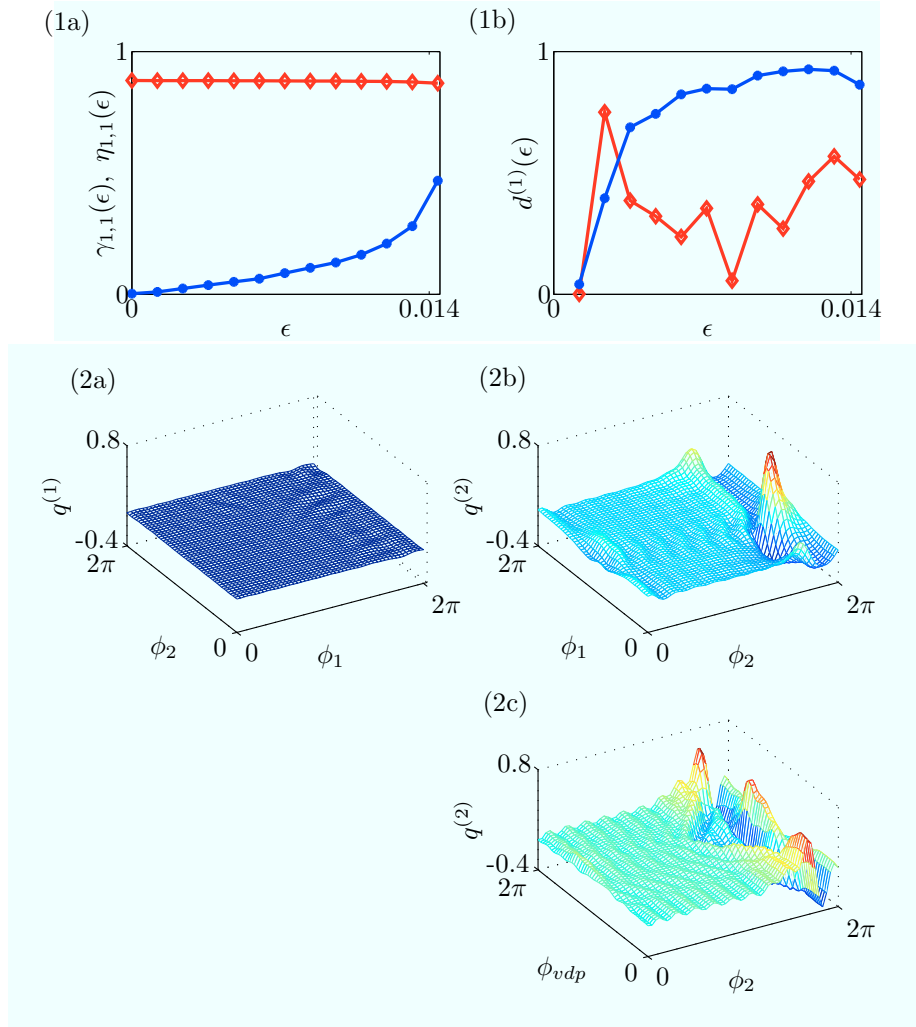 (1a)
(1b)
1
γ₁,₁(ϵ), η₁,₁(ϵ)
0
0
ϵ
0.014
1
d⁽¹⁾(ϵ)
0
0
ϵ
0.014
(2a)
0.8
q⁽¹⁾
-0.4
2π
ϕ₂
0
0
ϕ₁
2π
(2b)
0.8
q⁽²⁾
-0.4
2π
ϕ₁
0
0
ϕ₂
2π
(2c)
0.8
q⁽²⁾
-0.4
2π
ϕ_{vdp}
0
0
ϕ₂
2π